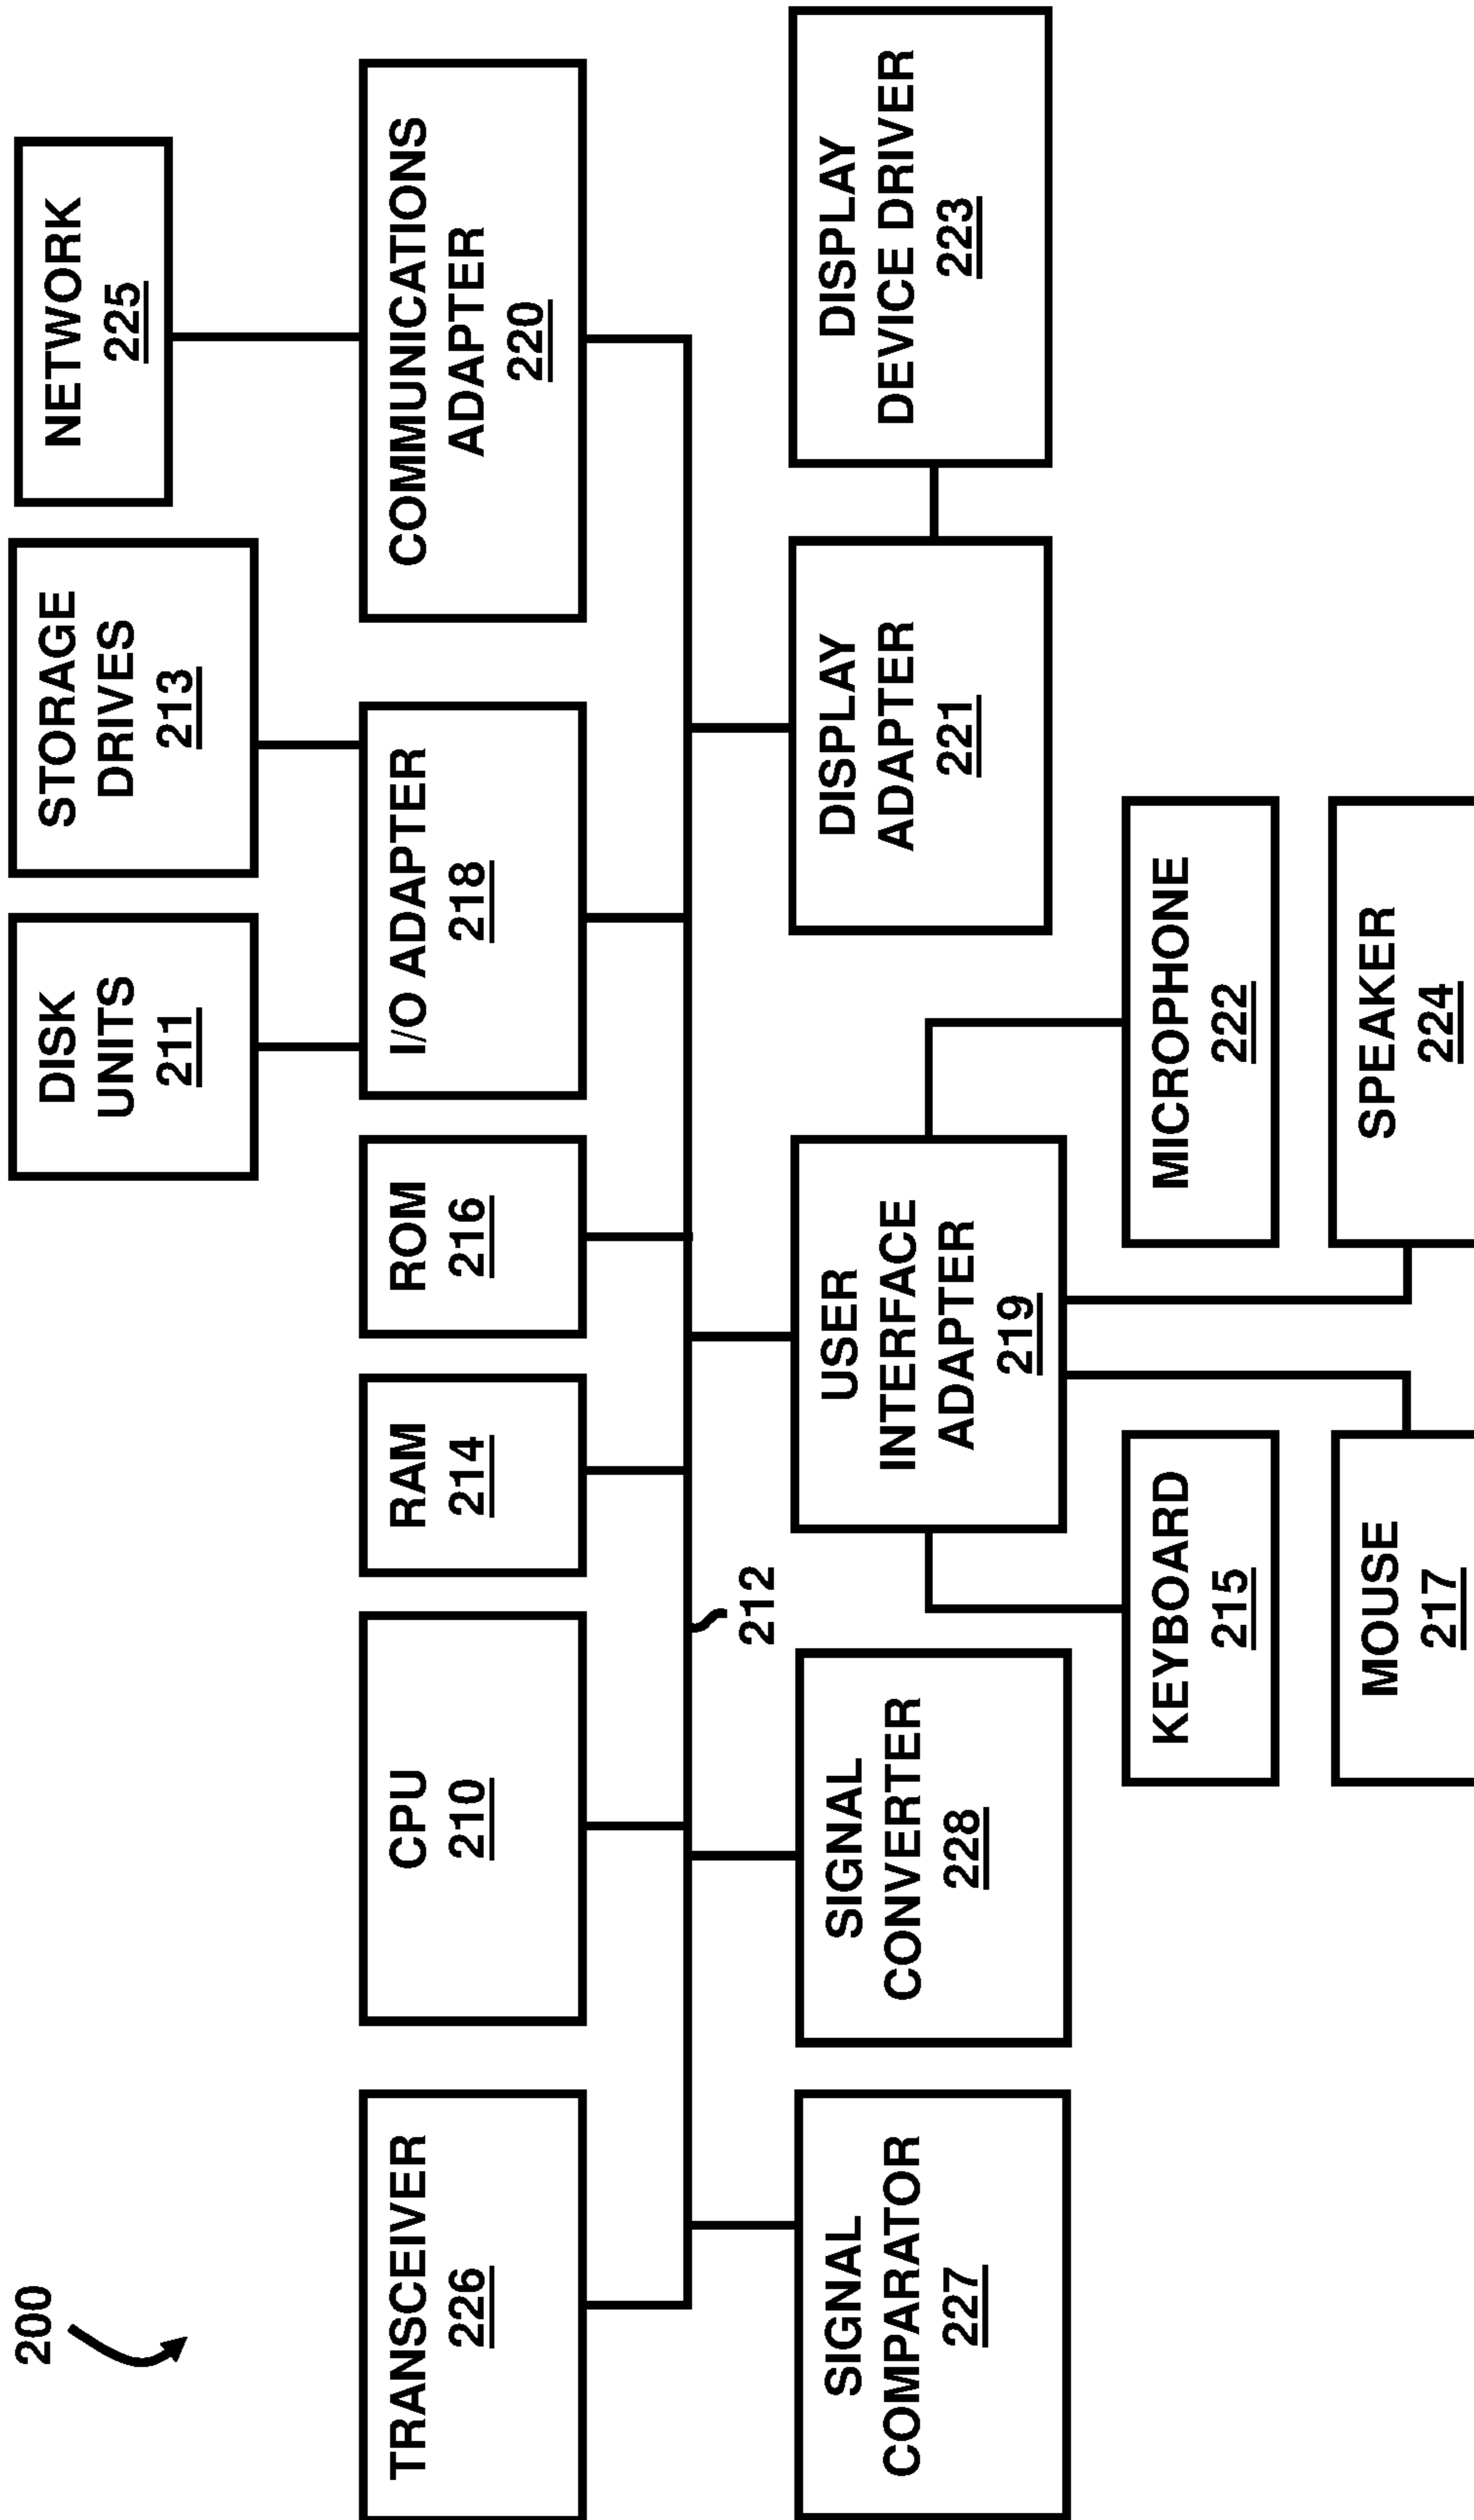 200
DISK
UNITS
211
STORAGE
DRIVES
213
NETWORK
225
TRANSCEIVER
226
CPU
210
RAM
214
ROM
216
I/O ADAPTER
218
COMMUNICATIONS
ADAPTER
220
212
SIGNAL
COMPARATOR
227
SIGNAL
CONVERTER
228
USER
INTERFACE
ADAPTER
219
DISPLAY
ADAPTER
221
DISPLAY
DEVICE DRIVER
223
KEYBOARD
215
MICROPHONE
222
MOUSE
217
SPEAKER
224